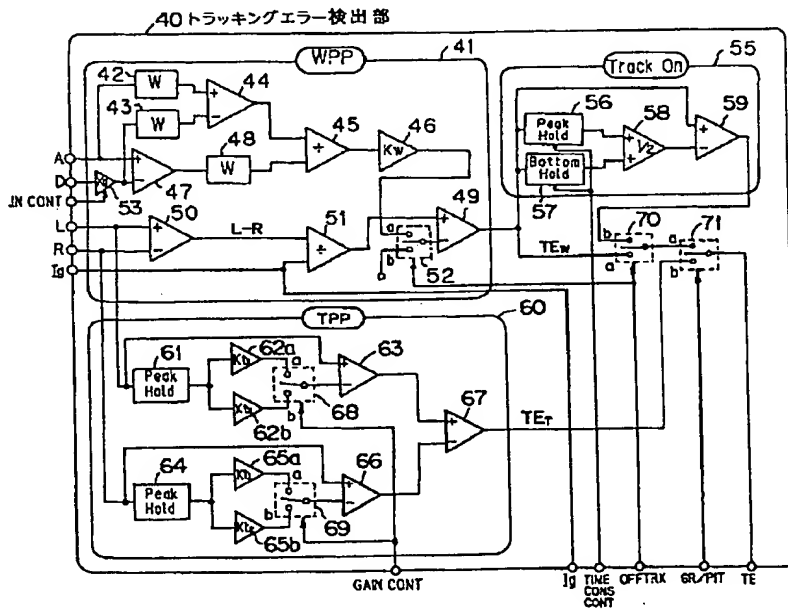 40 トラッキングエラー検出部
WPP
41
42
W
44
43
W
48
W
45
÷
46
Kw
A
D
53
47
IN CONT
50
L
R
Ig
L-R
51
÷
49
a
b
52
Track On
55
56
Peak Hold
58
1/2
59
Bottom Hold
57
TEw
70
b
a
71
a
b
TPP
60
61
Peak Hold
62a
Kb
a
b
62b
68
63
67
TET
64
Peak Hold
65a
Kb
a
b
65b
69
66
GAIN CONT
Ig
TIME CONS CONT
OFFTRK
GR/PIT
TE